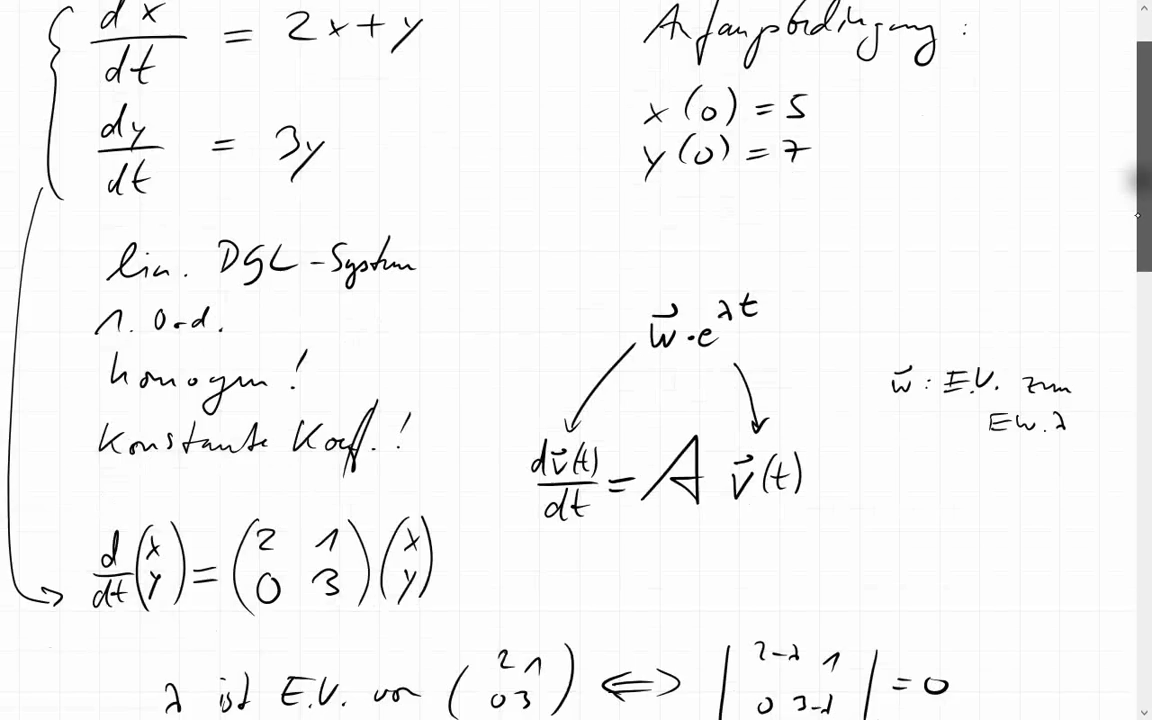 dx/dt = 2x+y
dy/dt = 3y
Anfangsbedingung:
x(0) = 5
y(0) = 7
lin. DGL-System
1. Ord.
homogen!
Konstante Koef.!
w⃗·e^{λt}
w⃗: E.V. zum
EW. λ
dv⃗(t)/dt = A v⃗(t)
d/dt (x y) = (2 1 0 3) (x y)
λ ist E.V. von (2 1 0 3) ⟺ |2-λ 1 0 3-λ| = 0